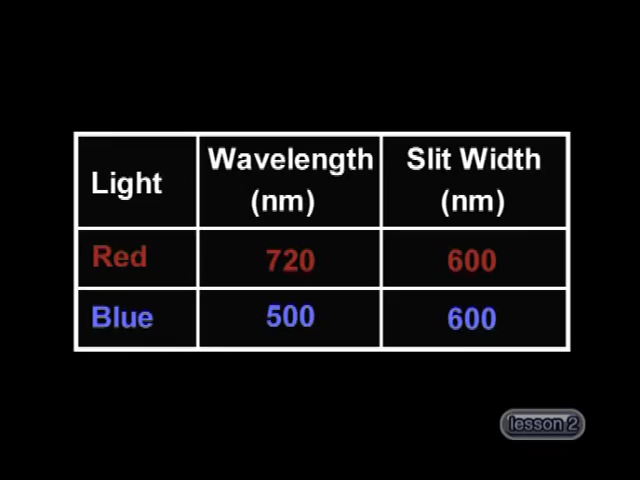 Light Wavelength (nm) Slit Width (nm)
Red 720 600
Blue 500 600
lesson 2